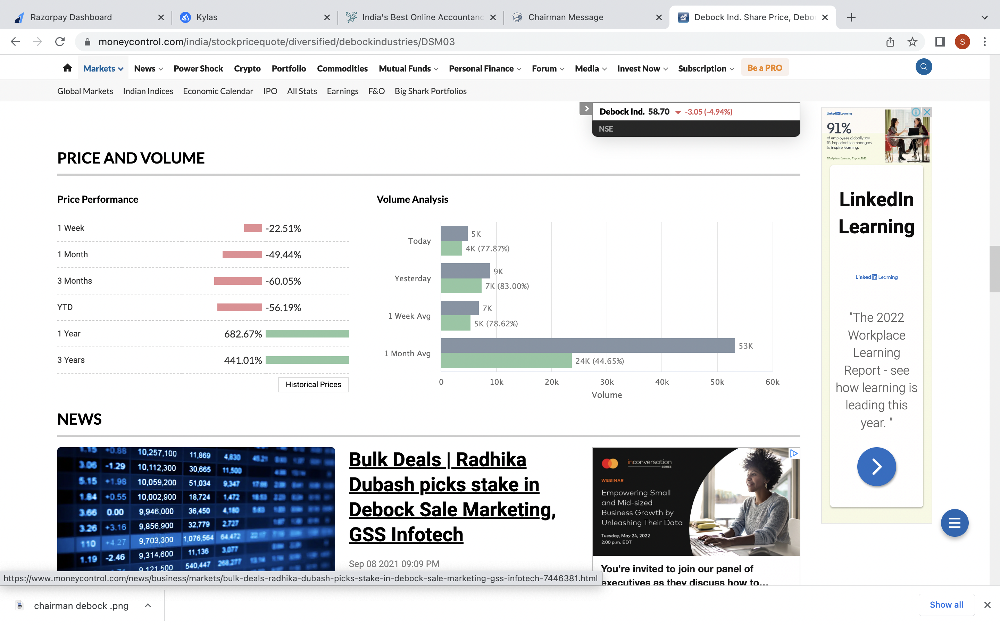 Razorpay Dashboard
Kylas
India's Best Online Accountanc
Chairman Message
Debock Ind. Share Price, Debo
moneycontrol.com/india/stockpricequote/diversified/debockindustries/DSM03
S
Markets News Power Shock Crypto Portfolio Commodities Mutual Funds Personal Finance Forum Media Invest Now Subscription Be a PRO
Global Markets Indian Indices Economic Calendar IPO All Stats Earnings F&O Big Shark Portfolios
Debock Ind. 58.70 -3.05 (-4.94%)
NSE
PRICE AND VOLUME
Price Performance
1 Week -22.51%
1 Month -49.44%
3 Months -60.05%
YTD -56.19%
1 Year 682.67%
3 Years 441.01%
Historical Prices
Volume Analysis
Today 5K
4K (77.87%)
Yesterday 9K
7K (83.00%)
1 Week Avg 7K
5K (78.62%)
1 Month Avg 53K
24K (44.65%)
0 10k 20k 30k 40k 50k 60k
Volume
LinkedIn Learning
91%
of employees globally say
it's important for managers
to inspire learning.
Workplace Learning Report 2022
LinkedIn
Learning
LinkedIn Learning
"The 2022
Workplace
Learning
Report - see
how learning is
leading this
year. "
NEWS
1.15 +0.88 10,257,100 11,869 4,830
3.06 -1.29 10,112,300 30,665 11,500
5.15 +1.98 10,059,200 51,034 9,347
1.84 +0.55 10,002,900 18,724 1,472
3.66 0.00 9,946,000 36,450 4,180
3.26 +3.16 9,856,900 32,779 2,727
110 +4.27 9,703,300 1,076,564 64,472
1.19 -2.46 9,314,600 11,136 3,077
9,121,500 540,447 268,277
Bulk Deals | Radhika
Dubash picks stake in
Debock Sale Marketing,
GSS Infotech
Sep 08 2021 09:09 PM
inconversation
SERIES
WEBINAR
Empowering Small
and Mid-sized
Business Growth by
Unleashing Their Data
Tuesday, May 24, 2022
2:00 p.m. EDT
You're invited to join our panel of
executives as they discuss how to...
https://www.moneycontrol.com/news/business/markets/bulk-deals-radhika-dubash-picks-stake-in-debock-sale-marketing-gss-infotech-7446381.html
chairman debock .png
Show all